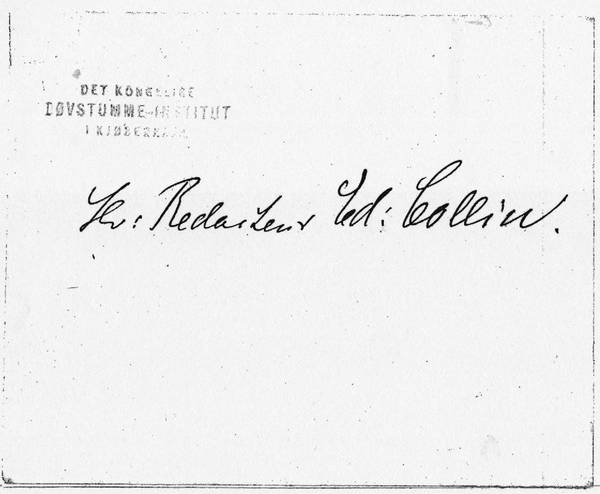 DET KONGELIGE
DØVSTUMME-INSTITUT
I KJØBENHAVN
Hr: Redacteur Ed: Collin.